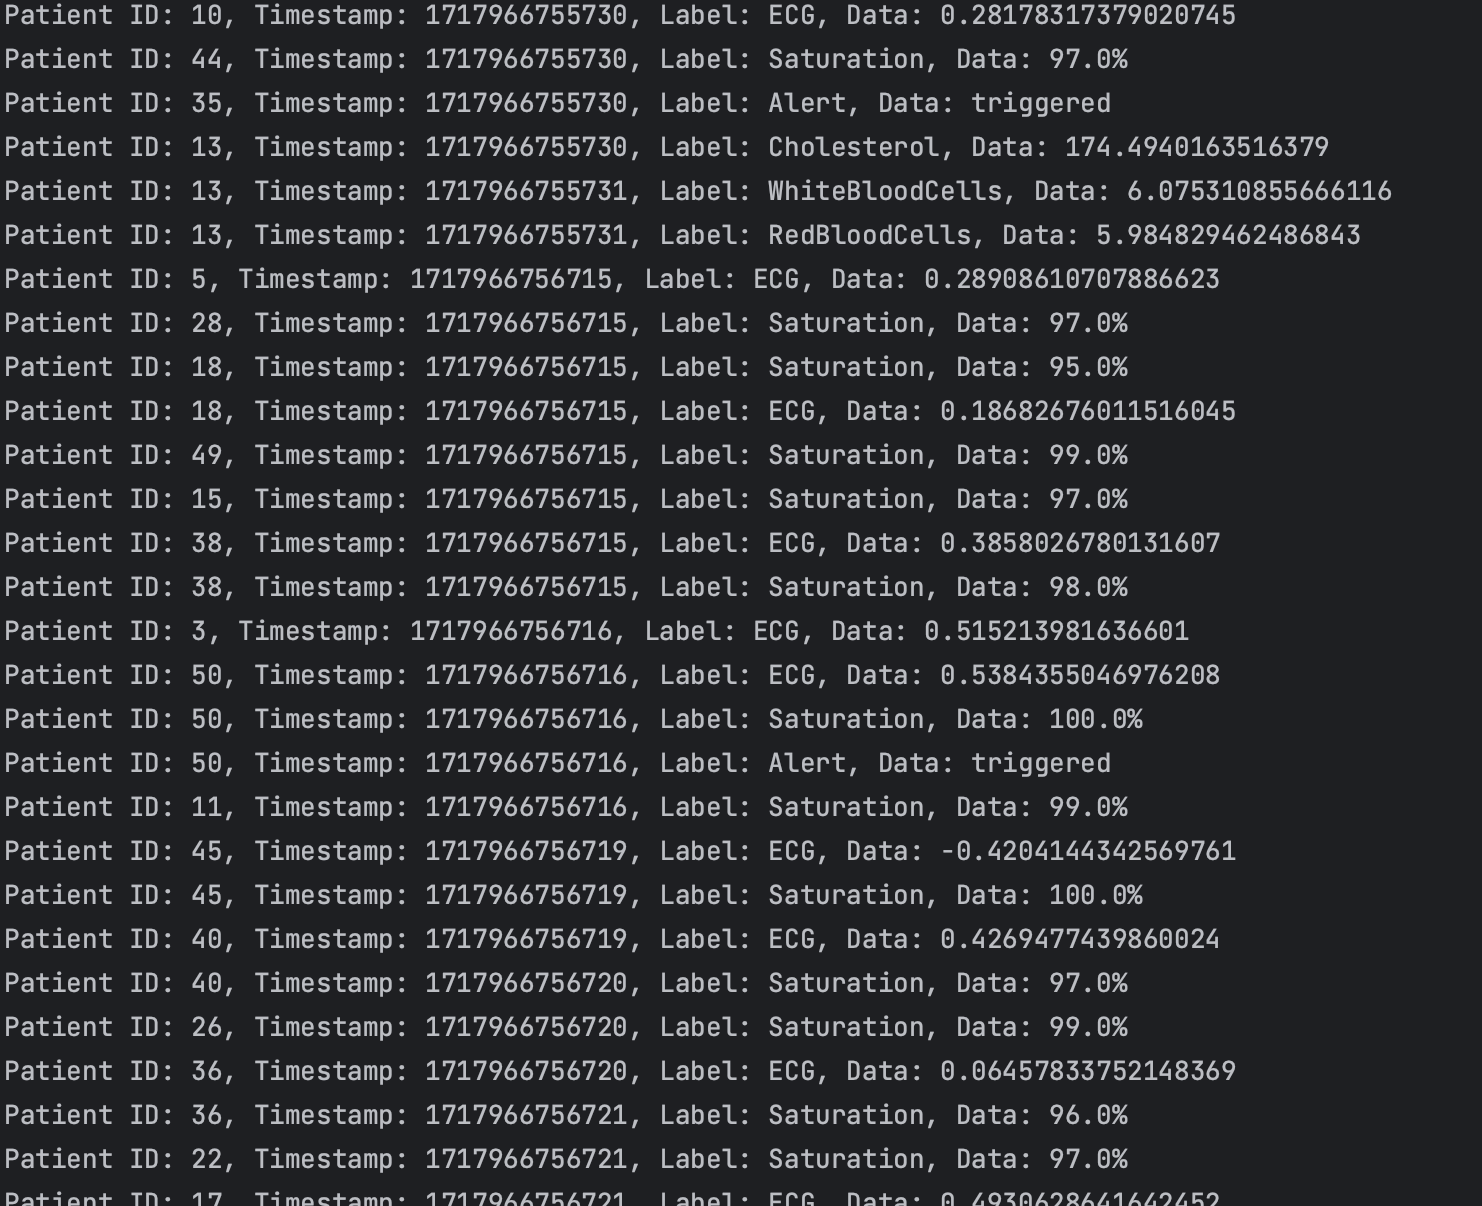 Patient ID: 10, Timestamp: 1717966755730, Label: ECG, Data: 0.28178317379020745
Patient ID: 44, Timestamp: 1717966755730, Label: Saturation, Data: 97.0%
Patient ID: 35, Timestamp: 1717966755730, Label: Alert, Data: triggered
Patient ID: 13, Timestamp: 1717966755730, Label: Cholesterol, Data: 174.4940163516379
Patient ID: 13, Timestamp: 1717966755731, Label: WhiteBloodCells, Data: 6.075310855666116
Patient ID: 13, Timestamp: 1717966755731, Label: RedBloodCells, Data: 5.984829462486843
Patient ID: 5, Timestamp: 1717966756715, Label: ECG, Data: 0.28908610707886623
Patient ID: 28, Timestamp: 1717966756715, Label: Saturation, Data: 97.0%
Patient ID: 18, Timestamp: 1717966756715, Label: Saturation, Data: 95.0%
Patient ID: 18, Timestamp: 1717966756715, Label: ECG, Data: 0.18682676011516045
Patient ID: 49, Timestamp: 1717966756715, Label: Saturation, Data: 99.0%
Patient ID: 15, Timestamp: 1717966756715, Label: Saturation, Data: 97.0%
Patient ID: 38, Timestamp: 1717966756715, Label: ECG, Data: 0.3858026780131607
Patient ID: 38, Timestamp: 1717966756715, Label: Saturation, Data: 98.0%
Patient ID: 3, Timestamp: 1717966756716, Label: ECG, Data: 0.515213981636601
Patient ID: 50, Timestamp: 1717966756716, Label: ECG, Data: 0.5384355046976208
Patient ID: 50, Timestamp: 1717966756716, Label: Saturation, Data: 100.0%
Patient ID: 50, Timestamp: 1717966756716, Label: Alert, Data: triggered
Patient ID: 11, Timestamp: 1717966756716, Label: Saturation, Data: 99.0%
Patient ID: 45, Timestamp: 1717966756719, Label: ECG, Data: -0.4204144342569761
Patient ID: 45, Timestamp: 1717966756719, Label: Saturation, Data: 100.0%
Patient ID: 40, Timestamp: 1717966756719, Label: ECG, Data: 0.4269477439860024
Patient ID: 40, Timestamp: 1717966756720, Label: Saturation, Data: 97.0%
Patient ID: 26, Timestamp: 1717966756720, Label: Saturation, Data: 99.0%
Patient ID: 36, Timestamp: 1717966756720, Label: ECG, Data: 0.06457833752148369
Patient ID: 36, Timestamp: 1717966756721, Label: Saturation, Data: 96.0%
Patient ID: 22, Timestamp: 1717966756721, Label: Saturation, Data: 97.0%
Patient ID: 17, Timestamp: 1717966756721, Label: ECG, Data: 0.4930628641642452